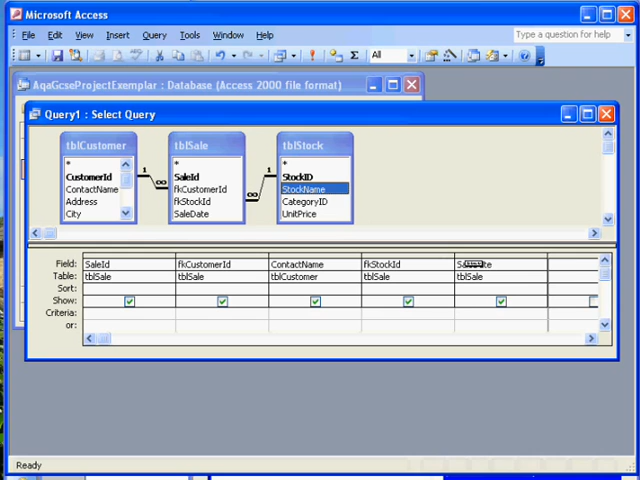 Microsoft Access
File Edit View Insert Query Tools Window Help
Type a question for help
All
AqaGcseProjectExemplar : Database (Access 2000 file format)
Query1 : Select Query
tblCustomer tblSale tblStock
* * *
CustomerId SaleId StockID
ContactName fkCustomerId StockName
Address fkStockId CategoryID
City SaleDate UnitPrice
1 ∞ ∞ 1
Field: SaleId fkCustomerId ContactName fkStockId
Table: tblSale tblSale tblCustomer tblSale tblSale
Sort:
Show:
Criteria:
or:
Ready